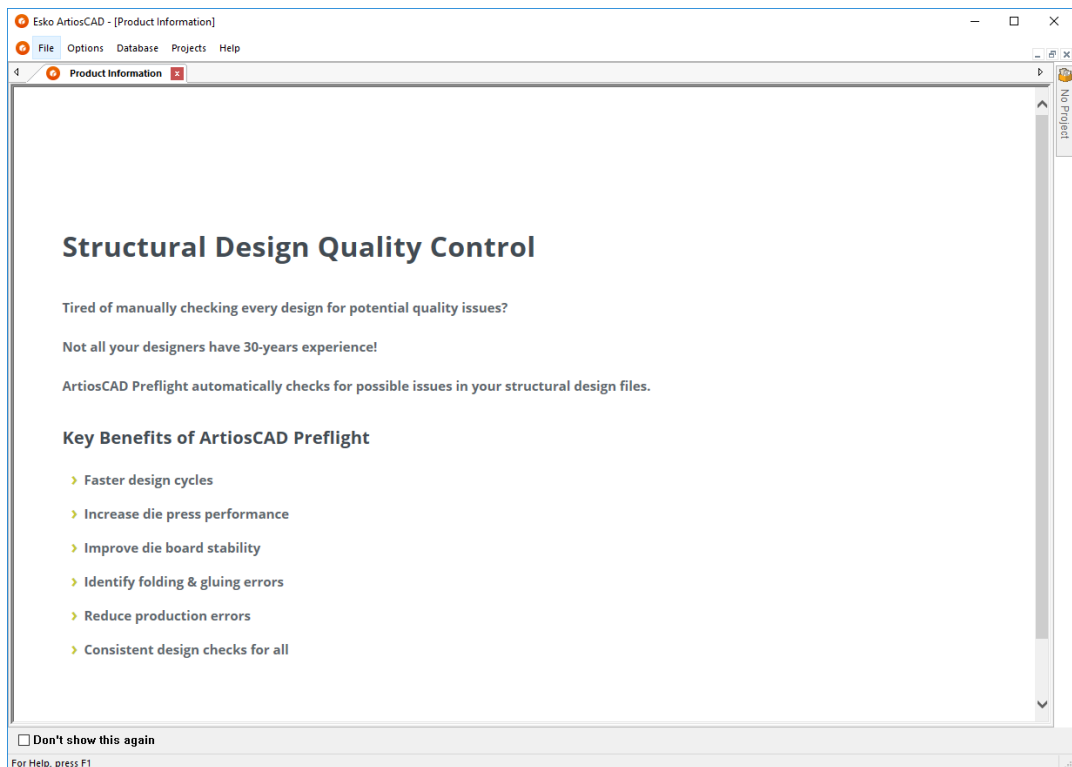 Esko ArtiosCAD - [Product Information]
File Options Database Projects Help
Product Information
No Project
Structural Design Quality Control
Tired of manually checking every design for potential quality issues?
Not all your designers have 30-years experience!
ArtiosCAD Preflight automatically checks for possible issues in your structural design files.
Key Benefits of ArtiosCAD Preflight
› Faster design cycles
› Increase die press performance
› Improve die board stability
› Identify folding & gluing errors
› Reduce production errors
› Consistent design checks for all
Don't show this again
For Help, press F1